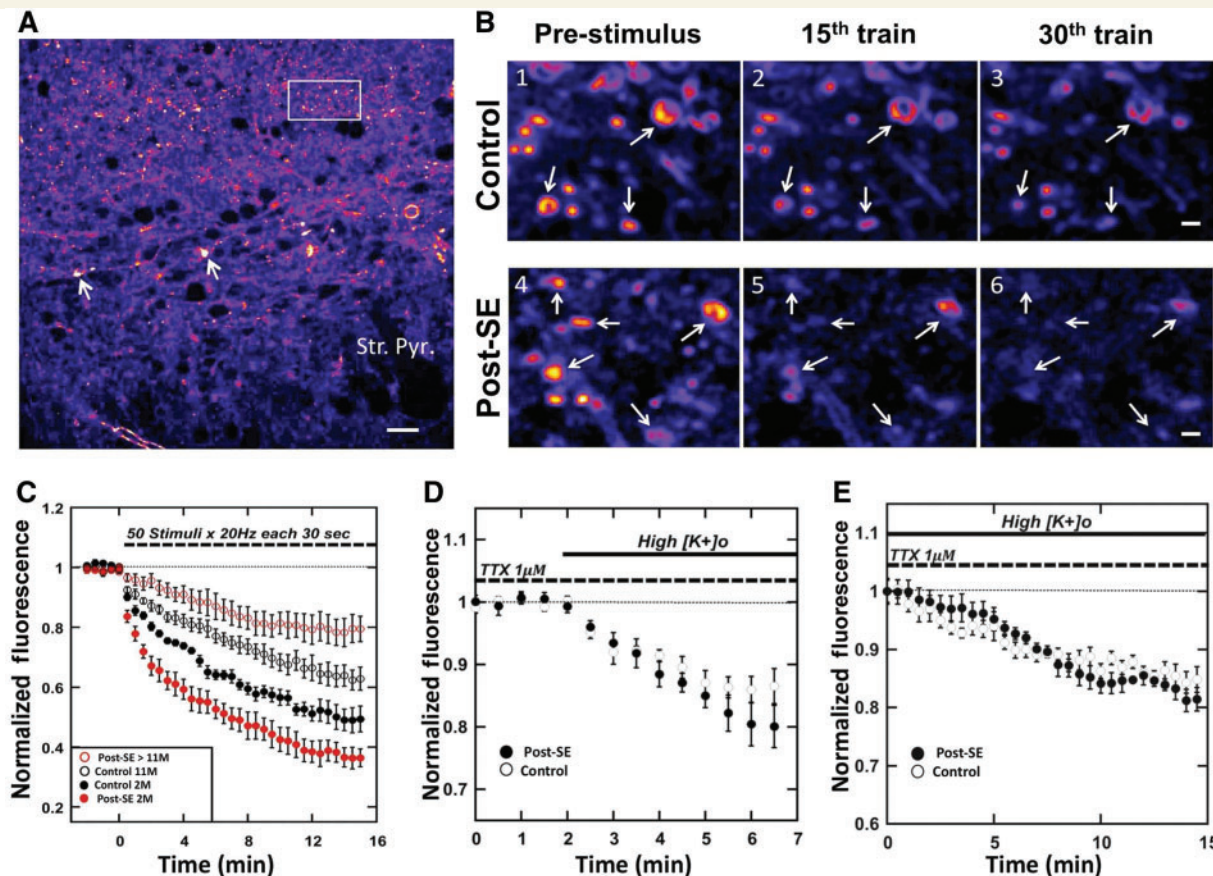 A
Str. Pyr.
B
Pre-stimulus
15th train
30th train
Control
Post-SE
1
2
3
4
5
6
C
Normalized fluorescence
1.2
1
0.8
0.6
0.4
0.2
50 Stimuli x 20Hz each 30 sec
Post-SE > 11M
Control 11M
Control 2M
Post-SE 2M
0
4
8
12
16
Time (min)
D
Normalized fluorescence
1.1
1
0.9
0.8
0.7
High [K+]o
TTX 1µM
Post-SE
Control
0
1
2
3
4
5
6
7
Time (min)
E
Normalized fluorescence
1.1
1
0.9
0.8
0.7
0.6
High [K+]o
TTX 1µM
Post-SE
Control
0
5
10
15
Time (min)